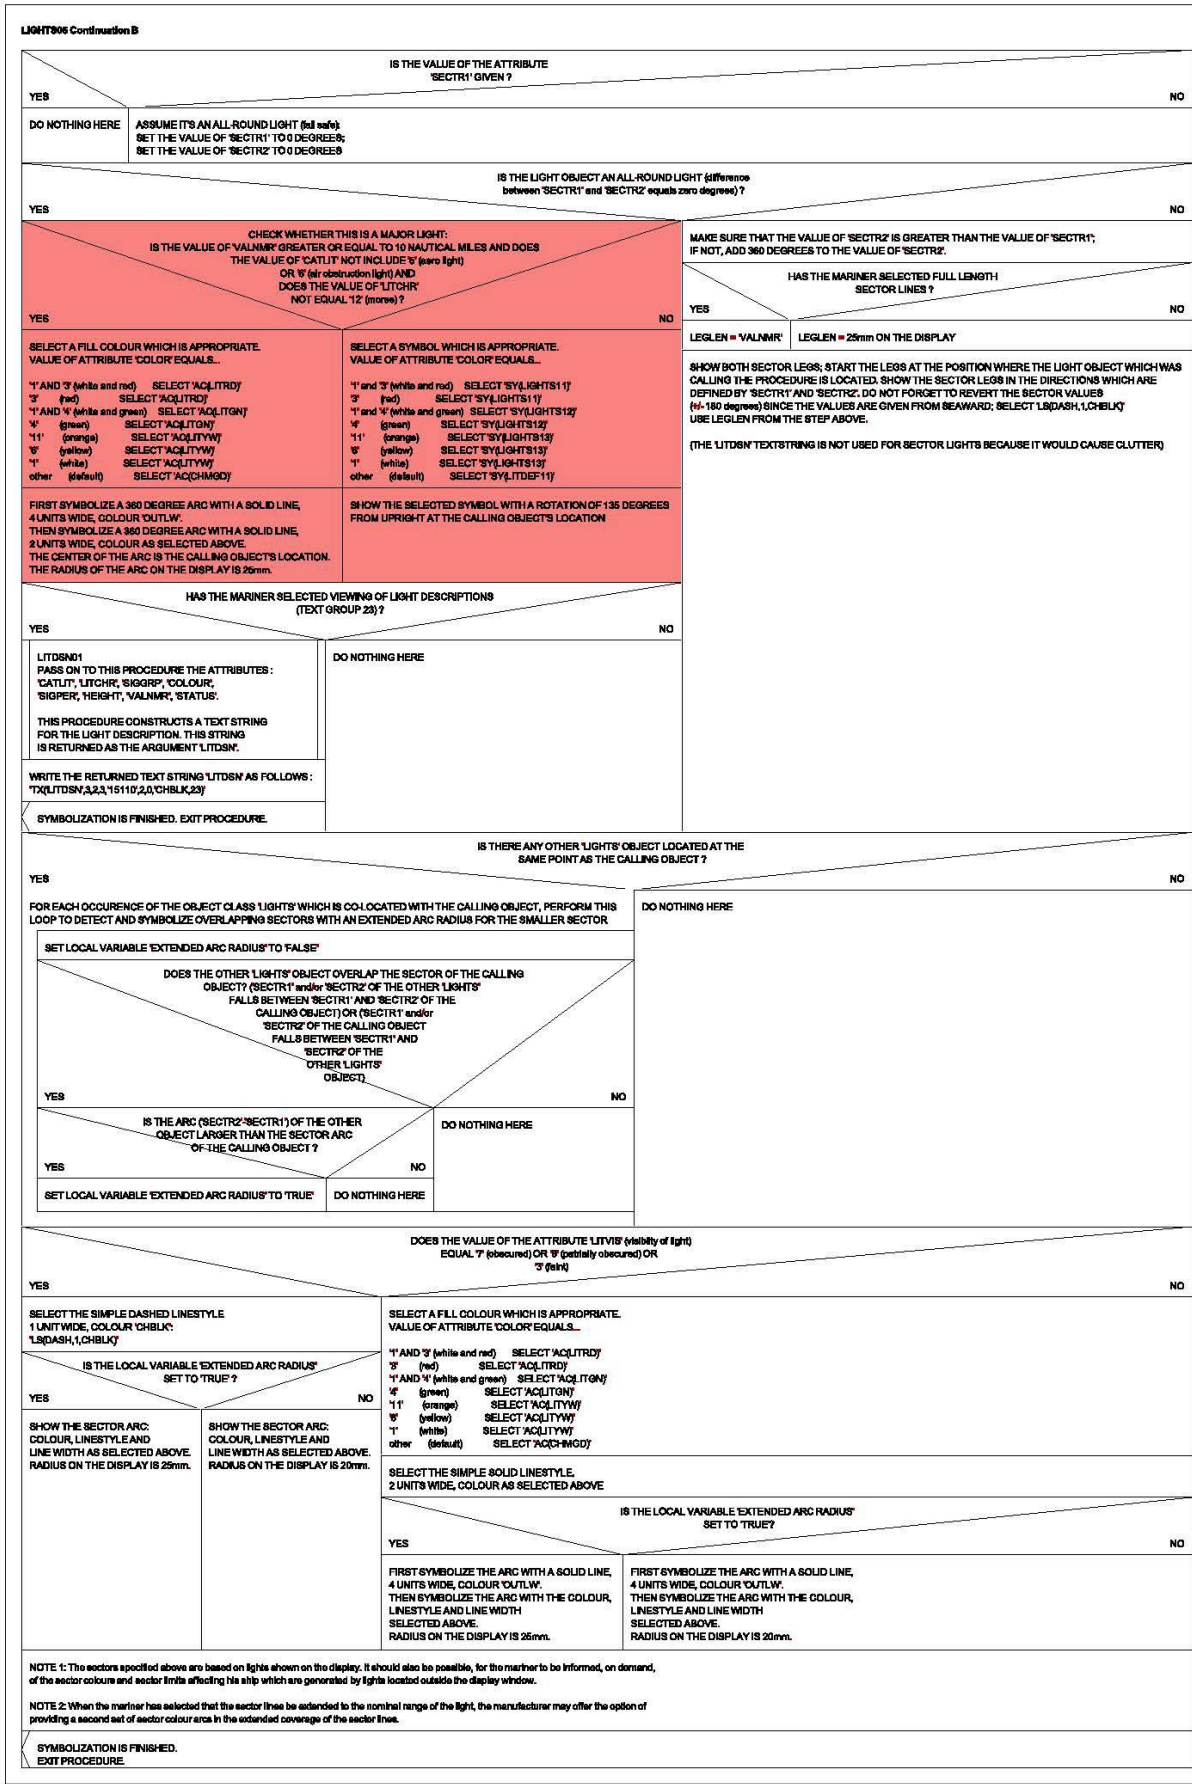 LIGHTS06 Continuation B
IS THE VALUE OF THE ATTRIBUTE
'SECTR1' GIVEN ?
YES
NO
DO NOTHING HERE
ASSUME IT'S AN ALL-ROUND LIGHT (fail safe);
SET THE VALUE OF 'SECTR1' TO 0 DEGREES;
SET THE VALUE OF 'SECTR2' TO 0 DEGREES
IS THE LIGHT OBJECT AN ALL-ROUND LIGHT (difference
between 'SECTR1' and 'SECTR2' equals zero degrees) ?
YES
NO
CHECK WHETHER THIS IS A MAJOR LIGHT:
IS THE VALUE OF 'VALNMR' GREATER OR EQUAL TO 10 NAUTICAL MILES AND DOES
THE VALUE OF 'CATLIT' NOT INCLUDE '5' (aero light)
OR '6' (air obstruction light) AND
DOES THE VALUE OF 'LITCHR'
NOT EQUAL '12' (morse) ?
YES
NO
SELECT A FILL COLOUR WHICH IS APPROPRIATE.
VALUE OF ATTRIBUTE 'COLOR' EQUALS...
'1' AND '3' (white and red) SELECT 'AC(LITRD)'
'3' (red) SELECT 'AC(LITRD)'
'1' AND '4' (white and green) SELECT 'AC(LITGN)'
'4' (green) SELECT 'AC(LITGN)'
'11' (orange) SELECT 'AC(LITYW)'
'6' (yellow) SELECT 'AC(LITYW)'
'1' (white) SELECT 'AC(LITYW)'
other (default) SELECT 'AC(CHMGD)'
SELECT A SYMBOL WHICH IS APPROPRIATE.
VALUE OF ATTRIBUTE 'COLOR' EQUALS...
'1' and '3' (white and red) SELECT 'SY(LIGHTS11)'
'3' (red) SELECT 'SY(LIGHTS11)'
'1' and '4' (white and green) SELECT 'SY(LIGHTS12)'
'4' (green) SELECT 'SY(LIGHTS12)'
'11' (orange) SELECT 'SY(LIGHTS13)'
'6' (yellow) SELECT 'SY(LIGHTS13)'
'1' (white) SELECT 'SY(LIGHTS13)'
other (default) SELECT 'SY(LITDEF11)'
FIRST SYMBOLIZE A 360 DEGREE ARC WITH A SOLID LINE,
4 UNITS WIDE, COLOUR 'OUTLW'.
THEN SYMBOLIZE A 360 DEGREE ARC WITH A SOLID LINE,
2 UNITS WIDE, COLOUR AS SELECTED ABOVE.
THE CENTER OF THE ARC IS THE CALLING OBJECT'S LOCATION.
THE RADIUS OF THE ARC ON THE DISPLAY IS 26mm.
SHOW THE SELECTED SYMBOL WITH A ROTATION OF 135 DEGREES
FROM UPRIGHT AT THE CALLING OBJECT'S LOCATION
MAKE SURE THAT THE VALUE OF 'SECTR2' IS GREATER THAN THE VALUE OF 'SECTR1';
IF NOT, ADD 360 DEGREES TO THE VALUE OF 'SECTR2'.
HAS THE MARINER SELECTED FULL LENGTH
SECTOR LINES ?
YES
NO
LEGLEN = 'VALNMR'
LEGLEN = 25mm ON THE DISPLAY
SHOW BOTH SECTOR LEGS; START THE LEGS AT THE POSITION WHERE THE LIGHT OBJECT WHICH WAS
CALLING THE PROCEDURE IS LOCATED. SHOW THE SECTOR LEGS IN THE DIRECTIONS WHICH ARE
DEFINED BY 'SECTR1' AND 'SECTR2'. DO NOT FORGET TO REVERT THE SECTOR VALUES
(+/- 180 degrees) SINCE THE VALUES ARE GIVEN FROM SEAWARD; SELECT 'LS(DASH,1,CHBLK)'
USE LEGLEN FROM THE STEP ABOVE.
(THE 'LITDSN' TEXTSTRING IS NOT USED FOR SECTOR LIGHTS BECAUSE IT WOULD CAUSE CLUTTER)
HAS THE MARINER SELECTED VIEWING OF LIGHT DESCRIPTIONS
(TEXT GROUP 23) ?
YES
NO
LITDSN01
PASS ON TO THIS PROCEDURE THE ATTRIBUTES :
'CATLIT', 'LITCHR', 'SIGGRP', 'COLOUR',
'SIGPER', 'HEIGHT', 'VALNMR', 'STATUS'.
THIS PROCEDURE CONSTRUCTS A TEXT STRING
FOR THE LIGHT DESCRIPTION. THIS STRING
IS RETURNED AS THE ARGUMENT 'LITDSN'.
DO NOTHING HERE
WRITE THE RETURNED TEXT STRING 'LITDSN' AS FOLLOWS :
'TX(LITDSN',3,2,3,'15110',2,0,'CHBLK,23)'
SYMBOLIZATION IS FINISHED. EXIT PROCEDURE.
IS THERE ANY OTHER 'LIGHTS' OBJECT LOCATED AT THE
SAME POINT AS THE CALLING OBJECT ?
YES
NO
FOR EACH OCCURENCE OF THE OBJECT CLASS 'LIGHTS' WHICH IS CO-LOCATED WITH THE CALLING OBJECT, PERFORM THIS
LOOP TO DETECT AND SYMBOLIZE OVERLAPPING SECTORS WITH AN EXTENDED ARC RADIUS FOR THE SMALLER SECTOR
DO NOTHING HERE
SET LOCAL VARIABLE 'EXTENDED ARC RADIUS' TO 'FALSE'
DOES THE OTHER 'LIGHTS' OBJECT OVERLAP THE SECTOR OF THE CALLING
OBJECT? ('SECTR1' and/or 'SECTR2' OF THE OTHER 'LIGHTS'
FALLS BETWEEN 'SECTR1' AND 'SECTR2' OF THE
CALLING OBJECT) OR ('SECTR1' and/or
'SECTR2' OF THE CALLING OBJECT
FALLS BETWEEN 'SECTR1' AND
'SECTR2' OF THE
OTHER 'LIGHTS'
OBJECT)
YES
NO
IS THE ARC ('SECTR2'-'SECTR1') OF THE OTHER
OBJECT LARGER THAN THE SECTOR ARC
OF THE CALLING OBJECT ?
YES
NO
DO NOTHING HERE
SET LOCAL VARIABLE 'EXTENDED ARC RADIUS' TO 'TRUE'
DO NOTHING HERE
DOES THE VALUE OF THE ATTRIBUTE 'LITVIS' (visibilty of light)
EQUAL '7' (obscured) OR '8' (patrially obscured) OR
'3' (faint)
YES
NO
SELECT THE SIMPLE DASHED LINESTYLE
1 UNIT WIDE, COLOUR 'CHBLK':
'LS(DASH,1,CHBLK)'
IS THE LOCAL VARIABLE 'EXTENDED ARC RADIUS'
SET TO 'TRUE' ?
YES
NO
SHOW THE SECTOR ARC:
COLOUR, LINESTYLE AND
LINE WIDTH AS SELECTED ABOVE.
RADIUS ON THE DISPLAY IS 25mm.
SHOW THE SECTOR ARC:
COLOUR, LINESTYLE AND
LINE WIDTH AS SELECTED ABOVE.
RADIUS ON THE DISPLAY IS 20mm.
SELECT A FILL COLOUR WHICH IS APPROPRIATE.
VALUE OF ATTRIBUTE 'COLOR' EQUALS...
'1' AND '3' (white and red) SELECT 'AC(LITRD)'
'3' (red) SELECT 'AC(LITRD)'
'1' AND '4' (white and green) SELECT 'AC(LITGN)'
'4' (green) SELECT 'AC(LITGN)'
'11' (orange) SELECT 'AC(LITYW)'
'6' (yellow) SELECT 'AC(LITYW)'
'1' (white) SELECT 'AC(LITYW)'
other (default) SELECT 'AC(CHMGD)'
SELECT THE SIMPLE SOLID LINESTYLE,
2 UNITS WIDE, COLOUR AS SELECTED ABOVE
IS THE LOCAL VARIABLE 'EXTENDED ARC RADIUS'
SET TO 'TRUE'?
YES
NO
FIRST SYMBOLIZE THE ARC WITH A SOLID LINE,
4 UNITS WIDE, COLOUR 'OUTLW'.
THEN SYMBOLIZE THE ARC WITH THE COLOUR,
LINESTYLE AND LINE WIDTH
SELECTED ABOVE.
RADIUS ON THE DISPLAY IS 25mm.
FIRST SYMBOLIZE THE ARC WITH A SOLID LINE,
4 UNITS WIDE, COLOUR 'OUTLW'.
THEN SYMBOLIZE THE ARC WITH THE COLOUR,
LINESTYLE AND LINE WIDTH
SELECTED ABOVE.
RADIUS ON THE DISPLAY IS 20mm.
NOTE 1: The sectors specified above are based on lights shown on the display. It should also be possible, for the mariner to be informed, on demand,
of the sector colours and sector limits affecting his ship which are generated by lights located outside the display window.
NOTE 2: When the mariner has selected that the sector lines be extended to the nominal range of the light, the manufacturer may offer the option of
providing a second set of sector colour arcs in the extended coverage of the sector lines.
SYMBOLIZATION IS FINISHED.
EXIT PROCEDURE.